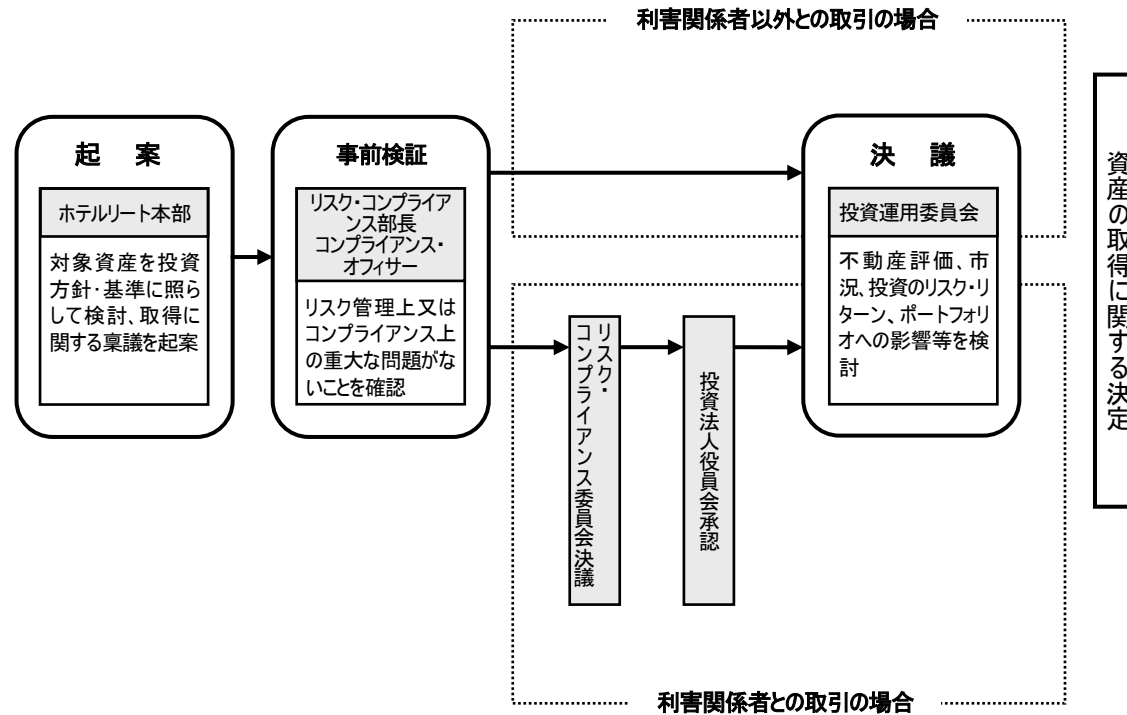 利害関係者以外との取引の場合
起 案
ホテルリート本部
対象資産を投資
方針・基準に照ら
して検討、取得に
関する稟議を起案
事前検証
リスク・コンプライア
ンス部長
コンプライアンス・
オフィサー
リスク管理上又は
コンプライアンス上
の重大な問題がな
いことを確認
リスク・
コンプライアンス委員会決議
投資法人役員会承認
決 議
投資運用委員会
不動産評価、市
況、投資のリスク・リ
ターン、ポートフォリ
オへの影響等を検
討
資産の取得に関する決定
利害関係者との取引の場合